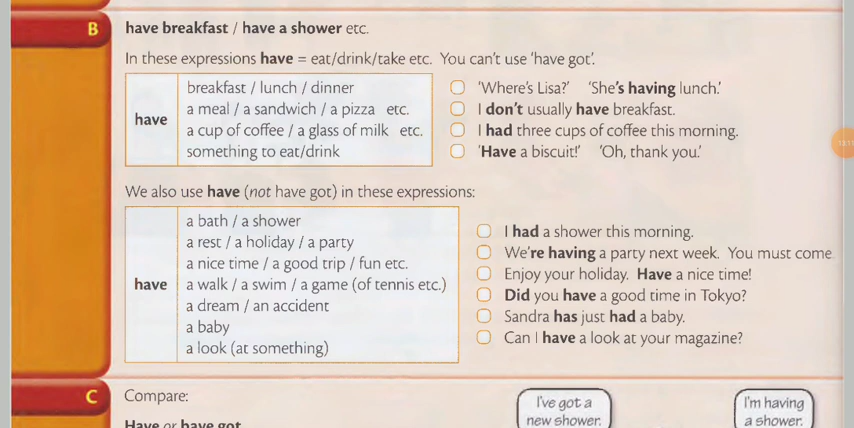 B
have breakfast / have a shower etc.
In these expressions have = eat/drink/take etc. You can't use 'have got'.
have
breakfast / lunch / dinner
a meal / a sandwich / a pizza etc.
a cup of coffee / a glass of milk etc.
something to eat/drink
'Where's Lisa?' 'She's having lunch.'
I don't usually have breakfast.
I had three cups of coffee this morning.
'Have a biscuit!' 'Oh, thank you.'
We also use have (not have got) in these expressions:
have
a bath / a shower
a rest / a holiday / a party
a nice time / a good trip / fun etc.
a walk / a swim / a game (of tennis etc.)
a dream / an accident
a baby
a look (at something)
I had a shower this morning.
We're having a party next week. You must come
Enjoy your holiday. Have a nice time!
Did you have a good time in Tokyo?
Sandra has just had a baby.
Can I have a look at your magazine?
C
Compare:
Have or have got
I've got a
new shower.
I'm having
a shower.